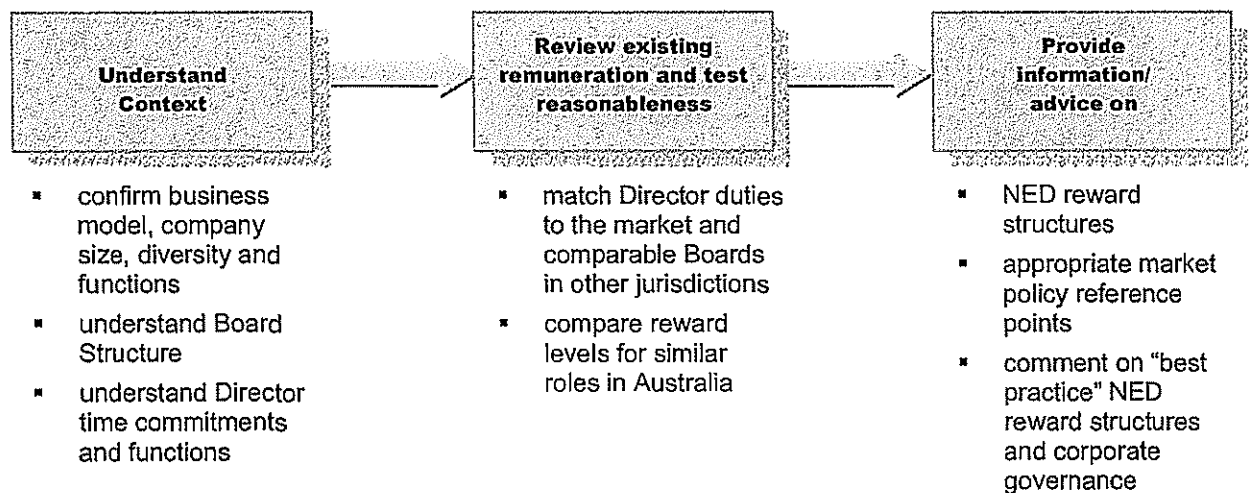 Understand
Context
Review existing
remuneration and test
reasonableness
Provide
information/
advice on
▪ confirm business
model, company
size, diversity and
functions
▪ understand Board
Structure
▪ understand Director
time commitments
and functions
▪ match Director duties
to the market and
comparable Boards
in other jurisdictions
▪ compare reward
levels for similar
roles in Australia
▪ NED reward
structures
▪ appropriate market
policy reference
points
▪ comment on “best
practice” NED
reward structures
and corporate
governance